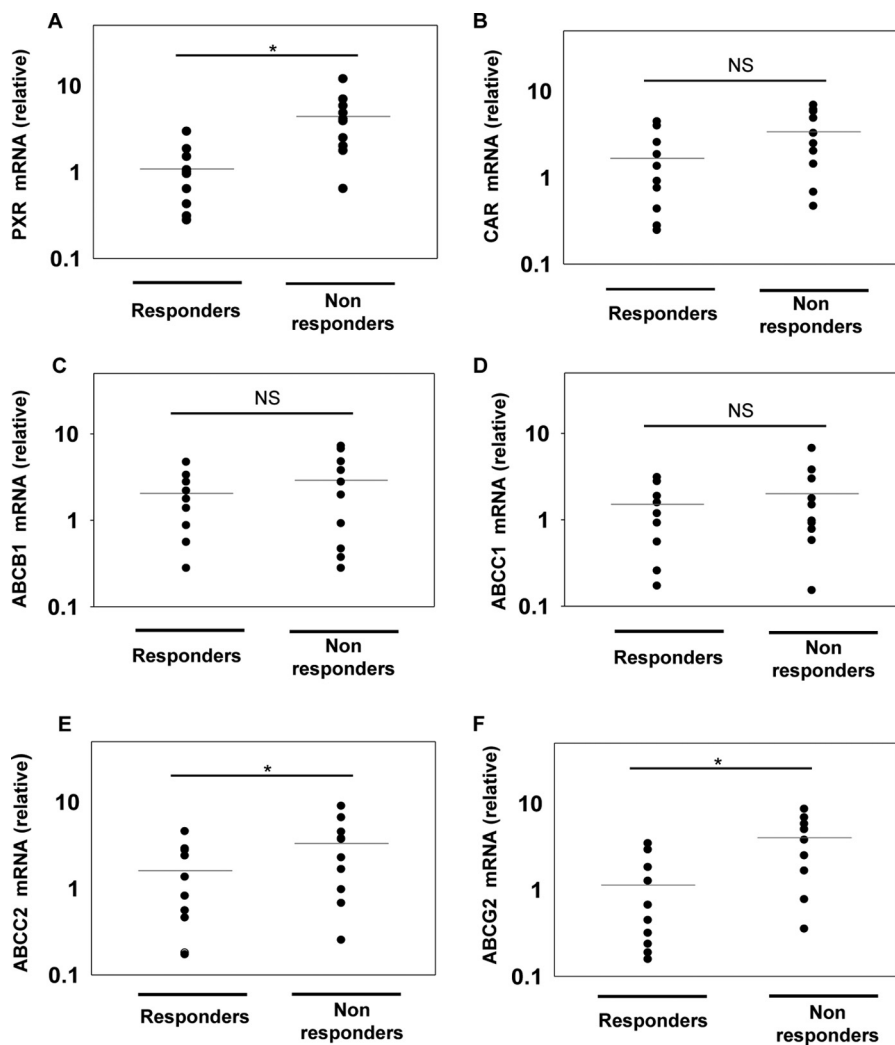 A
PXR mRNA (relative)
10
1
0.1
*
Responders
Non
responders
B
CAR mRNA (relative)
10
1
0.1
NS
Responders
Non
responders
C
ABCB1 mRNA (relative)
10
1
0.1
NS
Responders
Non
responders
D
ABCC1 mRNA (relative)
10
1
0.1
NS
Responders
Non
responders
E
ABCC2 mRNA (relative)
10
1
0.1
*
Responders
Non
responders
F
ABCG2 mRNA (relative)
10
1
0.1
*
Responders
Non
responders